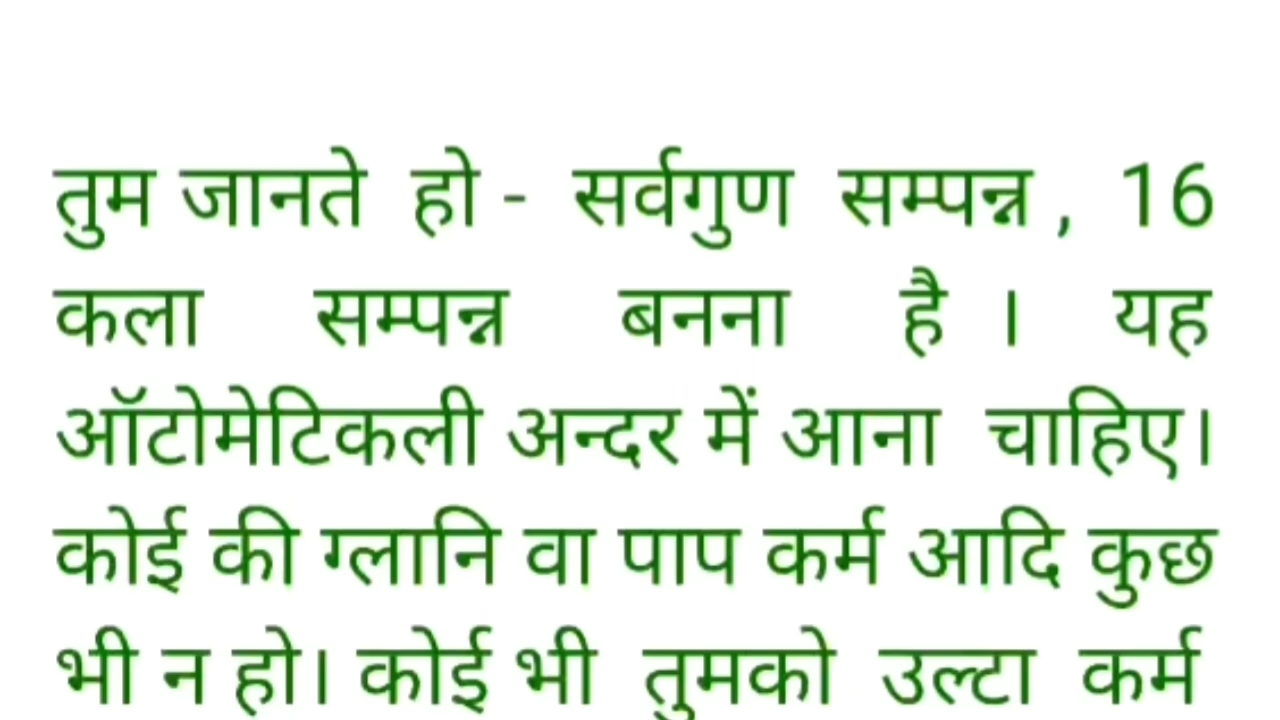 तुम जानते हो - सर्वगुण सम्पन्न , 16
कला सम्पन्न बनना है । यह
ऑटोमेटिकली अन्दर में आना चाहिए।
कोई की ग्लानि वा पाप कर्म आदि कुछ
भी न हो। कोई भी तुमको उल्टा कर्म